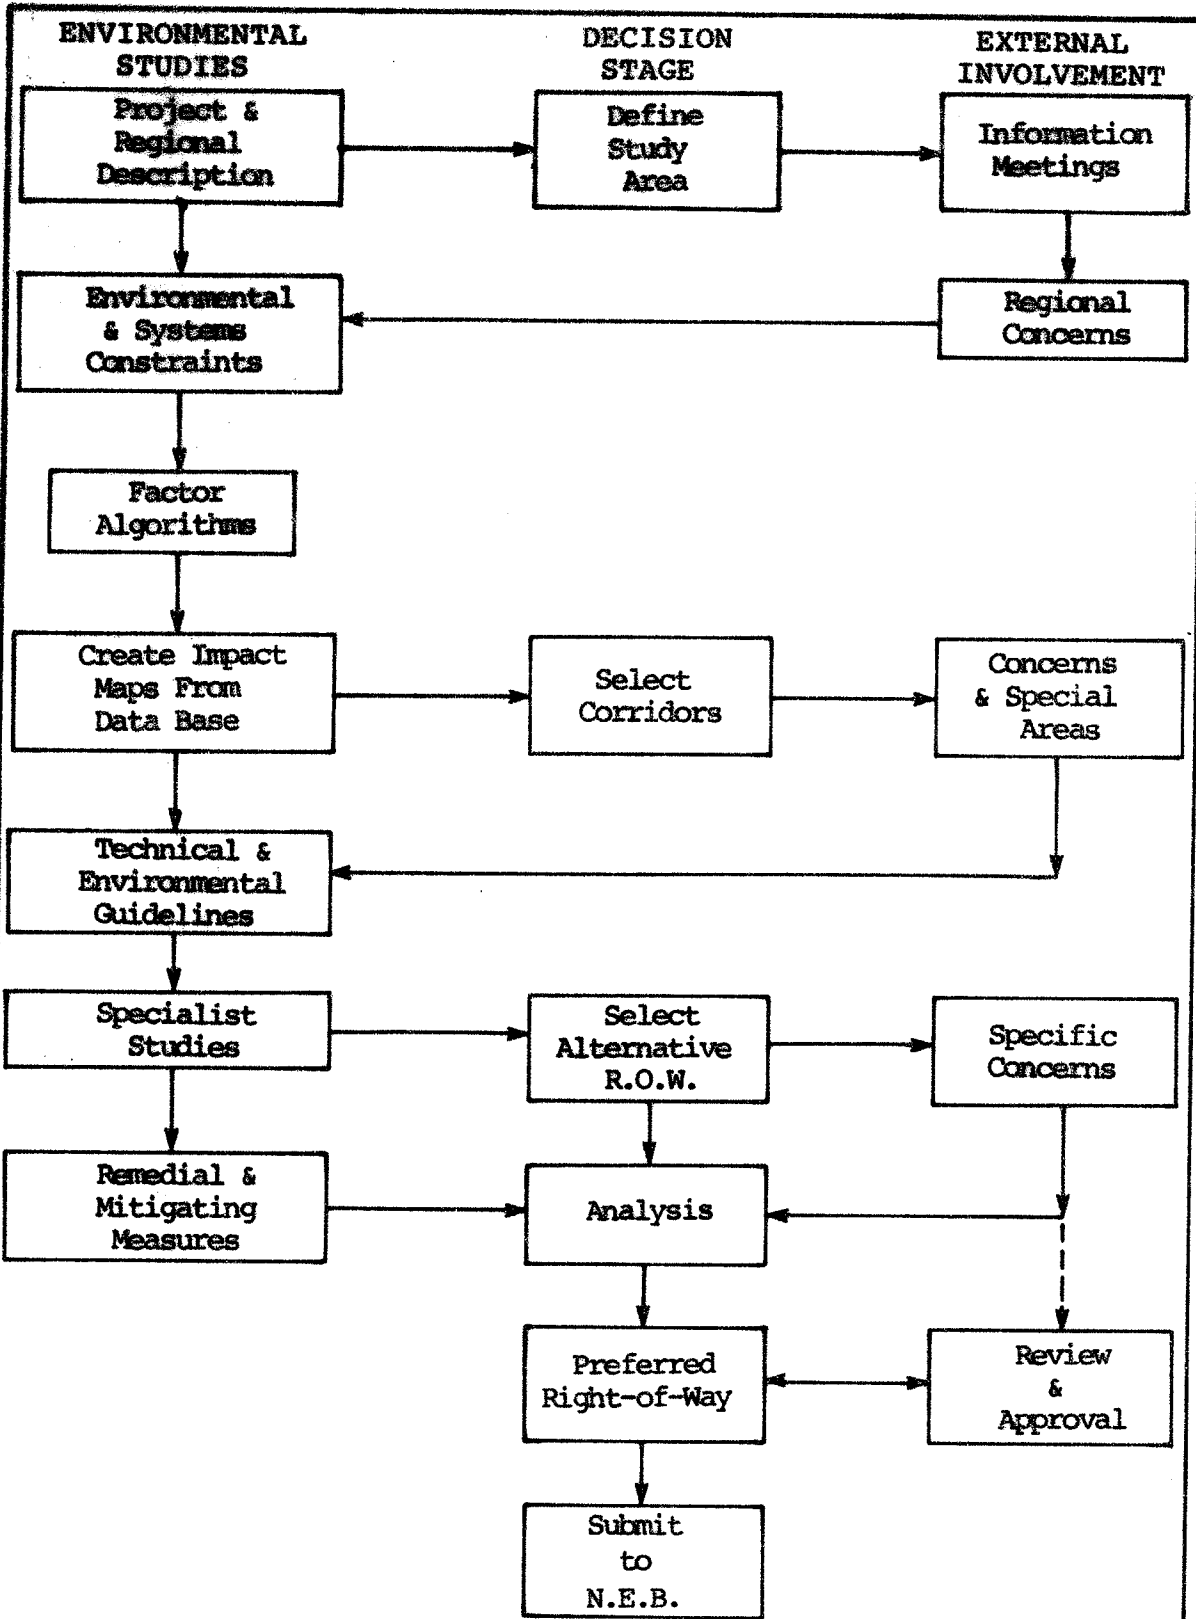 ENVIRONMENTAL
STUDIES
DECISION
STAGE
EXTERNAL
INVOLVEMENT
Project &
Regional
Description
Define
Study
Area
Information
Meetings
Environmental
& Systems
Constraints
Regional
Concerns
Factor
Algorithms
Create Impact
Maps From
Data Base
Select
Corridors
Concerns
& Special
Areas
Technical &
Environmental
Guidelines
Specialist
Studies
Select
Alternative
R.O.W.
Specific
Concerns
Remedial &
Mitigating
Measures
Analysis
Preferred
Right-of-Way
Review
&
Approval
Submit
to
N.E.B.